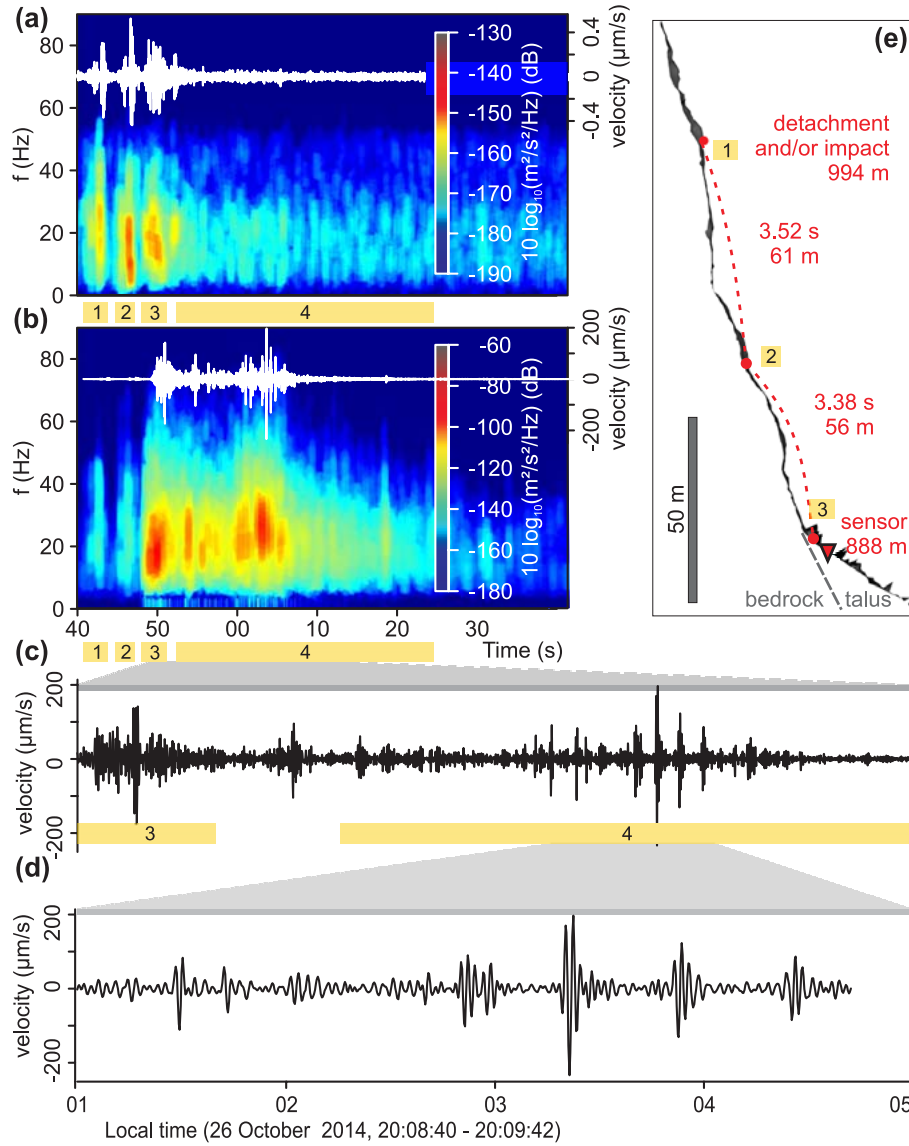 (a)
80
60
40
20
0
f (Hz)
-130
-140
-150
-160
-170
-180
-190
10 log10(m²/s²/Hz) (dB)
0.4
0
-0.4
velocity (µm/s)
1 2 3 4
(b)
80
60
40
20
0
f (Hz)
-60
-80
-100
-120
-140
-160
-180
10 log10(m²/s²/Hz) (dB)
200
0
-200
velocity (µm/s)
40 50 00 10 20 30
Time (s)
1 2 3 4
(c)
200
0
-200
velocity (µm/s)
3 4
(d)
200
0
-200
velocity (µm/s)
01 02 03 04 05
Local time (26 October 2014, 20:08:40 - 20:09:42)
(e)
1
detachment
and/or impact
994 m
3.52 s
61 m
2
3.38 s
56 m
50 m
3
sensor
888 m
bedrock talus